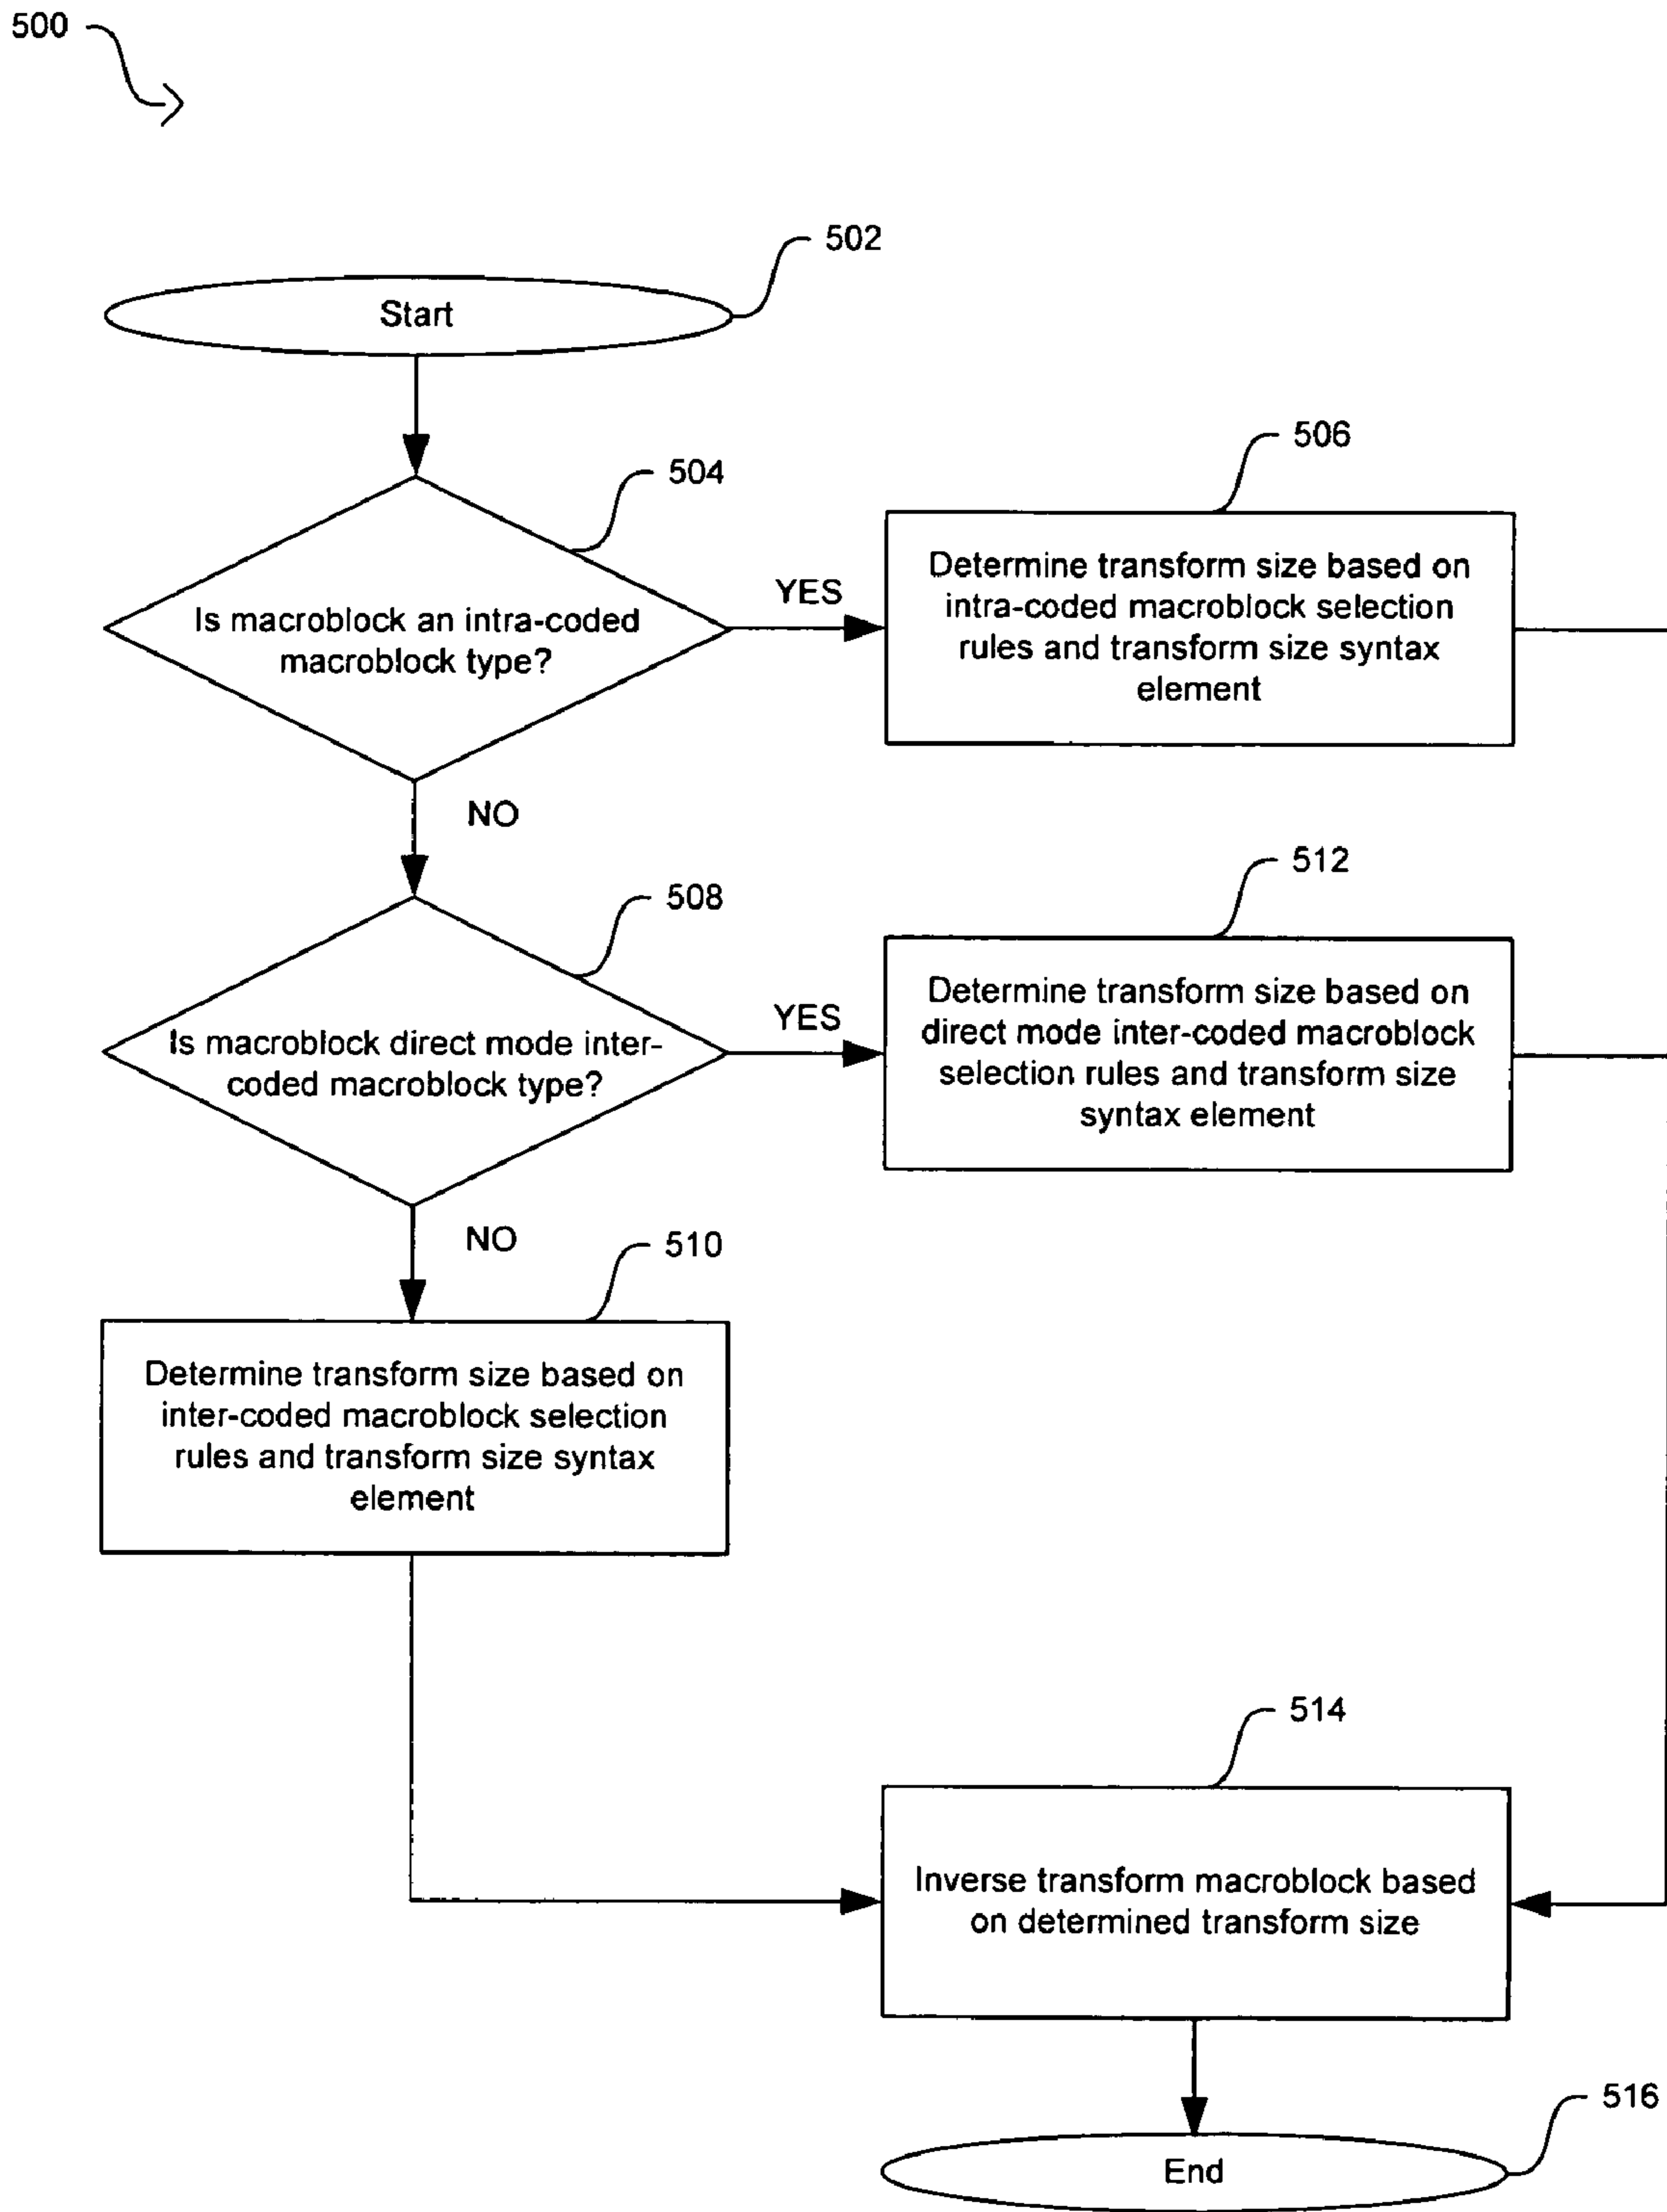 500
502
Start
504
506
Is macroblock an intra-coded
macroblock type?
YES
Determine transform size based on
intra-coded macroblock selection
rules and transform size syntax
element
NO
508
512
Is macroblock direct mode inter-
coded macroblock type?
YES
Determine transform size based on
direct mode inter-coded macroblock
selection rules and transform size
syntax element
NO
510
Determine transform size based on
inter-coded macroblock selection
rules and transform size syntax
element
514
Inverse transform macroblock based
on determined transform size
516
End